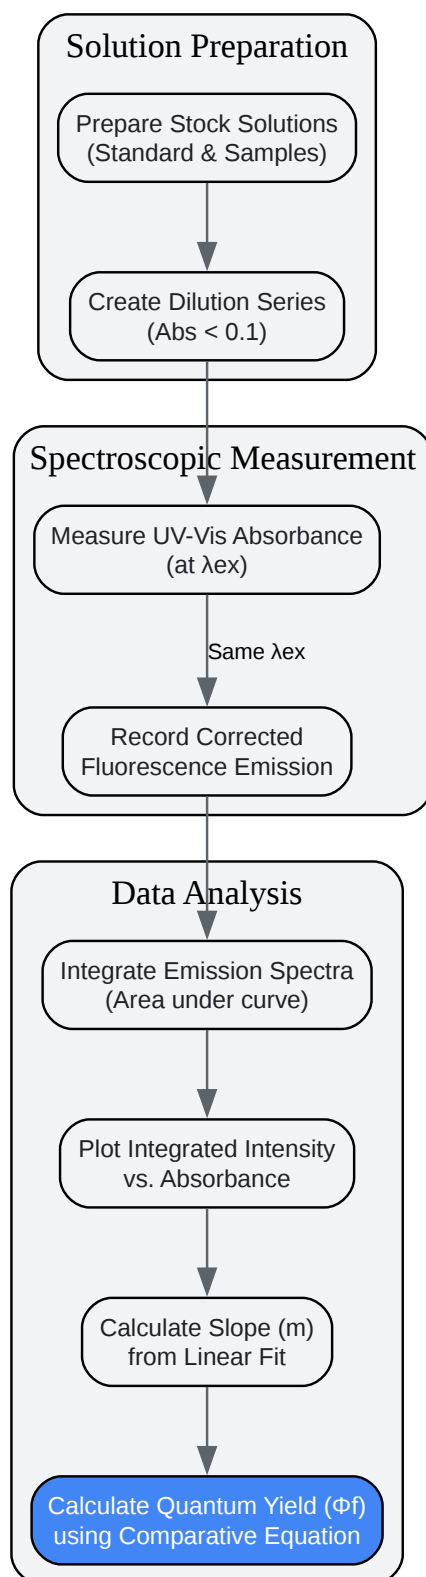 Solution Preparation
Prepare Stock Solutions
(Standard & Samples)
Create Dilution Series
(Abs < 0.1)
Spectroscopic Measurement
Measure UV-Vis Absorbance
(at λex)
Same λex
Record Corrected
Fluorescence Emission
Data Analysis
Integrate Emission Spectra
(Area under curve)
Plot Integrated Intensity
vs. Absorbance
Calculate Slope (m)
from Linear Fit
Calculate Quantum Yield (Φf)
using Comparative Equation